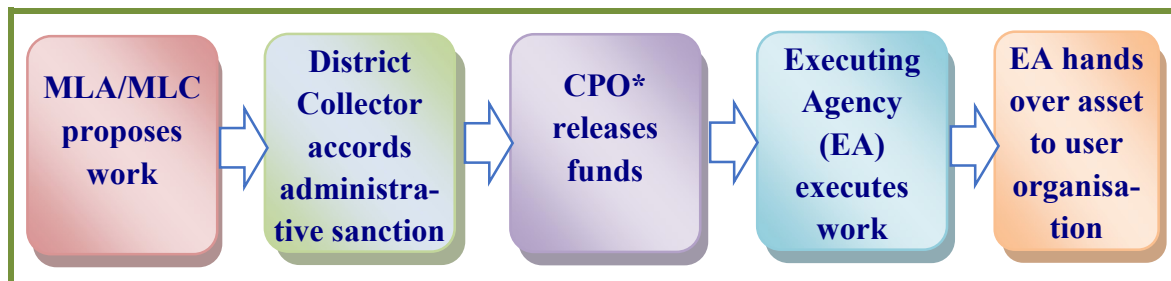 MLA/MLC
proposes
work
District
Collector
accords
administra-
tive sanction
CPO*
releases
funds
Executing
Agency
(EA)
executes
work
EA hands
over asset
to user
organisa-
tion